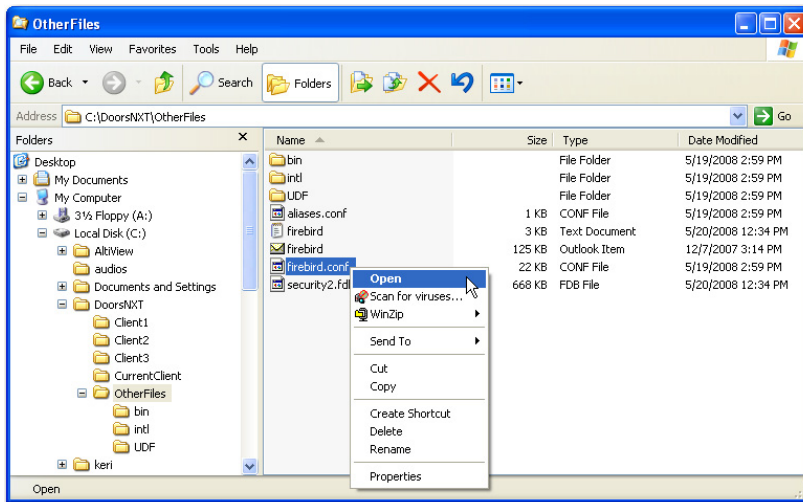 OtherFiles
File Edit View Favorites Tools Help
Back Search Folders
Address C:\DoorsNXT\OtherFiles Go
Folders x Name Size Type Date Modified
Desktop
My Documents
My Computer
3½ Floppy (A:)
Local Disk (C:)
AltiView
audios
Documents and Settings
DoorsNXT
Client1
Client2
Client3
CurrentClient
OtherFiles
bin
intl
UDF
keri
bin File Folder 5/19/2008 2:59 PM
intl File Folder 5/19/2008 2:59 PM
UDF File Folder 5/19/2008 2:59 PM
aliases.conf 1 KB CONF File 5/19/2008 2:59 PM
firebird 3 KB Text Document 5/20/2008 12:34 PM
firebird 125 KB Outlook Item 12/7/2007 3:14 PM
firebird.conf 22 KB CONF File 5/19/2008 2:59 PM
security2.fd 668 KB FDB File 5/20/2008 12:34 PM
Open
Scan for viruses...
WinZip
Send To
Cut
Copy
Create Shortcut
Delete
Rename
Properties
Open